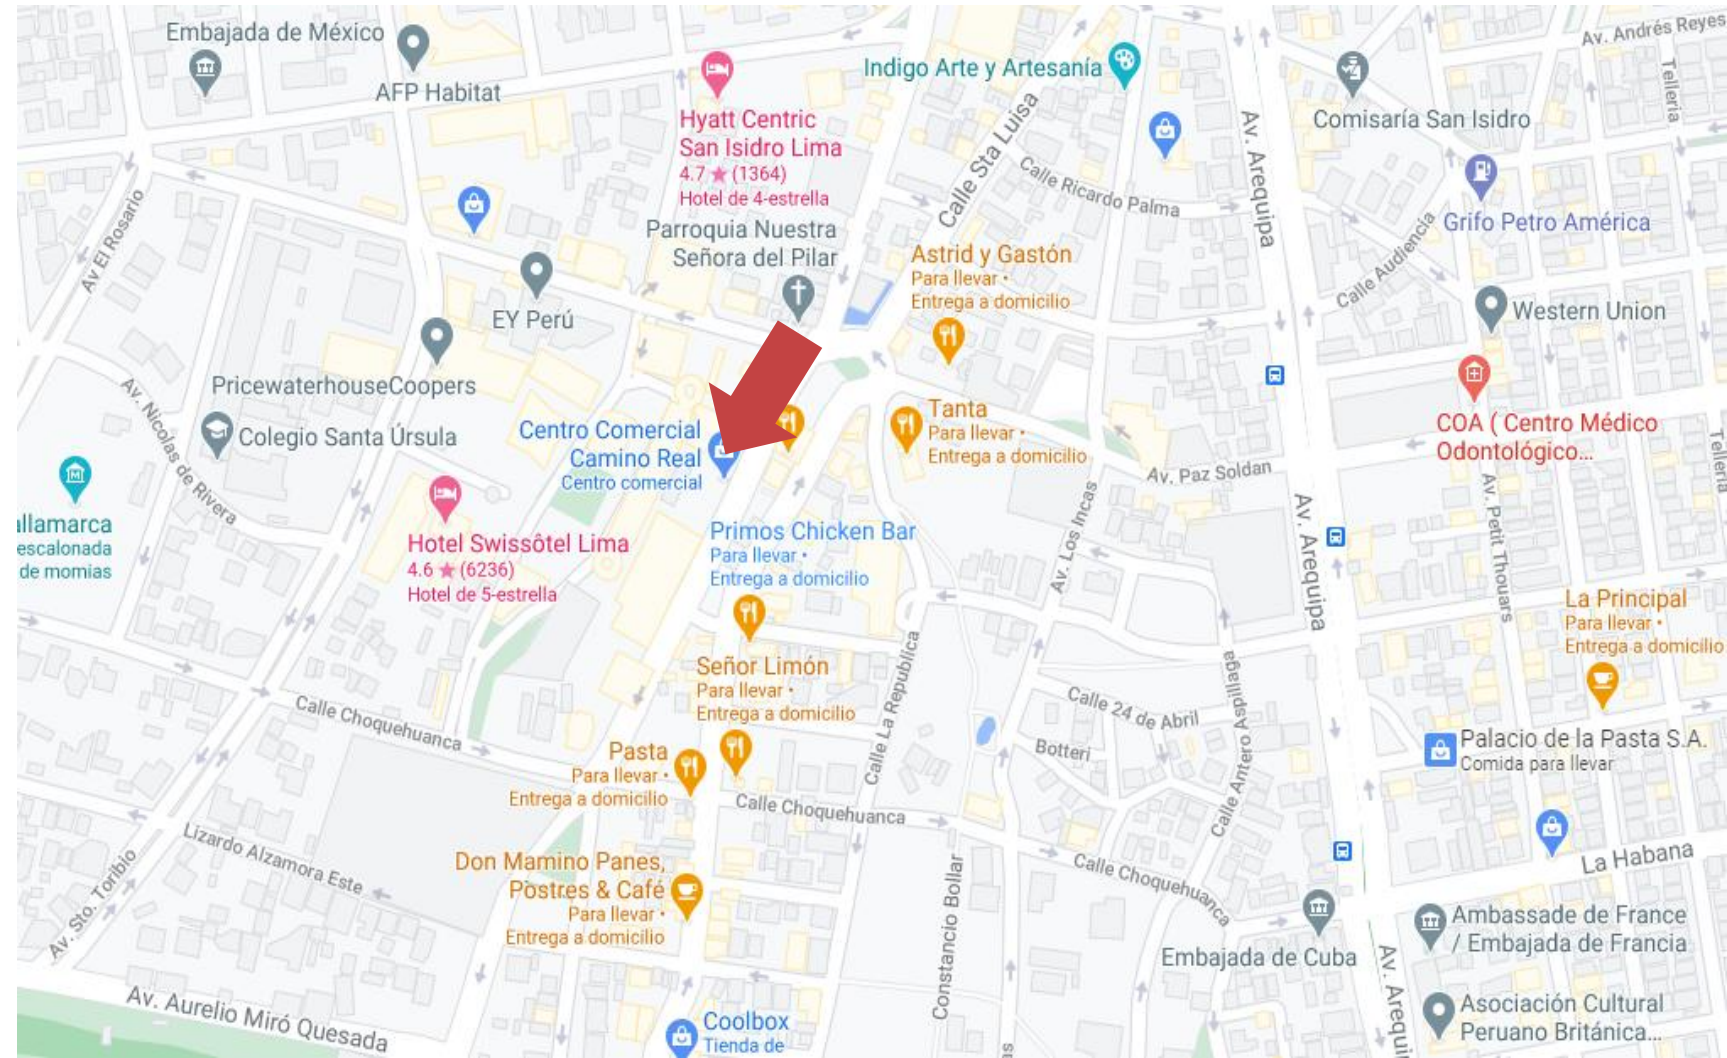 Embajada de México
AFP Habitat
Hyatt Centric
San Isidro Lima
4.7 ★ (1364)
Hotel de 4-estrella
Indigo Arte y Artesanía
Calle Sta Luisa
Calle Ricardo Palma
Av. Arequipa
Comisaría San Isidro
Av. Andrés Reyes
Telleria
Grifo Petro América
Calle Audiencia
Av El Rosario
Parroquia Nuestra
Señora del Pilar
Astrid y Gastón
Para llevar •
Entrega a domicilio
EY Perú
Western Union
PricewaterhouseCoopers
Av. Nicolas de Rivera
Colegio Santa Úrsula
Centro Comercial
Camino Real
Centro comercial
Tanta
Para llevar •
Entrega a domicilio
COA ( Centro Médico
Odontológico...
Telleria
Av. Paz Soldan
allamarca
escalonada
de momias
Hotel Swissôtel Lima
4.6 ★ (6236)
Hotel de 5-estrella
Primos Chicken Bar
Para llevar •
Entrega a domicilio
Av. Los Incas
Av. Arequipa
Av. Petit Thouars
La Principal
Para llevar •
Entrega a domicilio
Señor Limón
Para llevar •
Entrega a domicilio
Calle La Republica
Calle Antero Aspillaga
Calle 24 de Abril
Botteri
Calle Choquehuanca
Palacio de la Pasta S.A.
Comida para llevar
Pasta
Para llevar •
Entrega a domicilio
Calle Choquehuanca
Lizardo Alzamora Este
Av. Sto. Toribio
Don Mamino Panes,
Postres & Café
Para llevar •
Entrega a domicilio
Constancio Bollar
Calle Choquehuanca
La Habana
Embajada de Cuba
Ambassade de France
/ Embajada de Francia
Av. Aurelio Miró Quesada
Coolbox
Tienda de
Av. Arequi
Asociación Cultural
Peruano Británica...